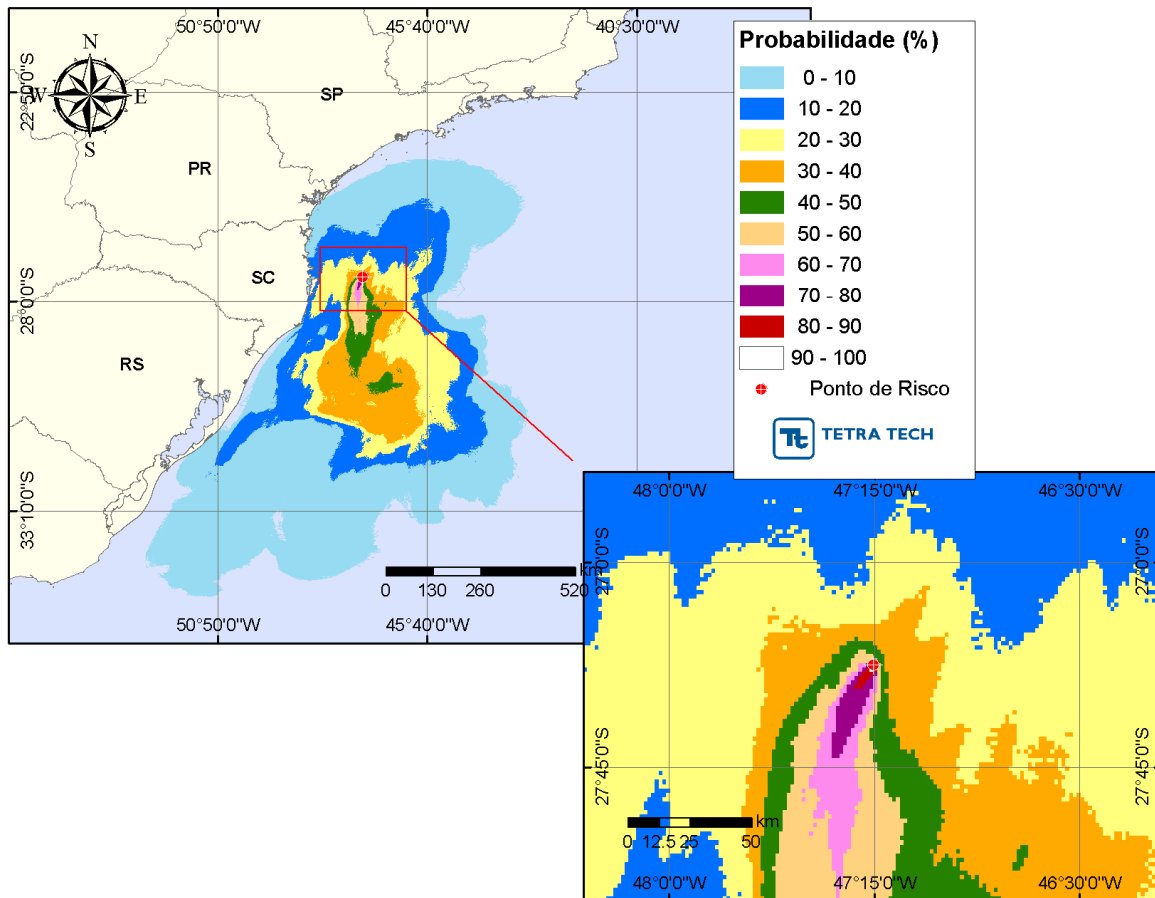 50°50'0"W 45°40'0"W 40°30'0"W
N
W E
S
22°50'0"S
SP
PR
SC
28°0'0"S
RS
33°10'0"S
km
0 130 260 520
50°50'0"W 45°40'0"W
Probabilidade (%)
0 - 10
10 - 20
20 - 30
30 - 40
40 - 50
50 - 60
60 - 70
70 - 80
80 - 90
90 - 100
Ponto de Risco
Tt TETRA TECH
48°0'0"W 47°15'0"W 46°30'0"W
27°0'0"S 27°0'0"S
27°45'0"S 27°45'0"S
km
0 12.5 25 50
48°0'0"W 47°15'0"W 46°30'0"W